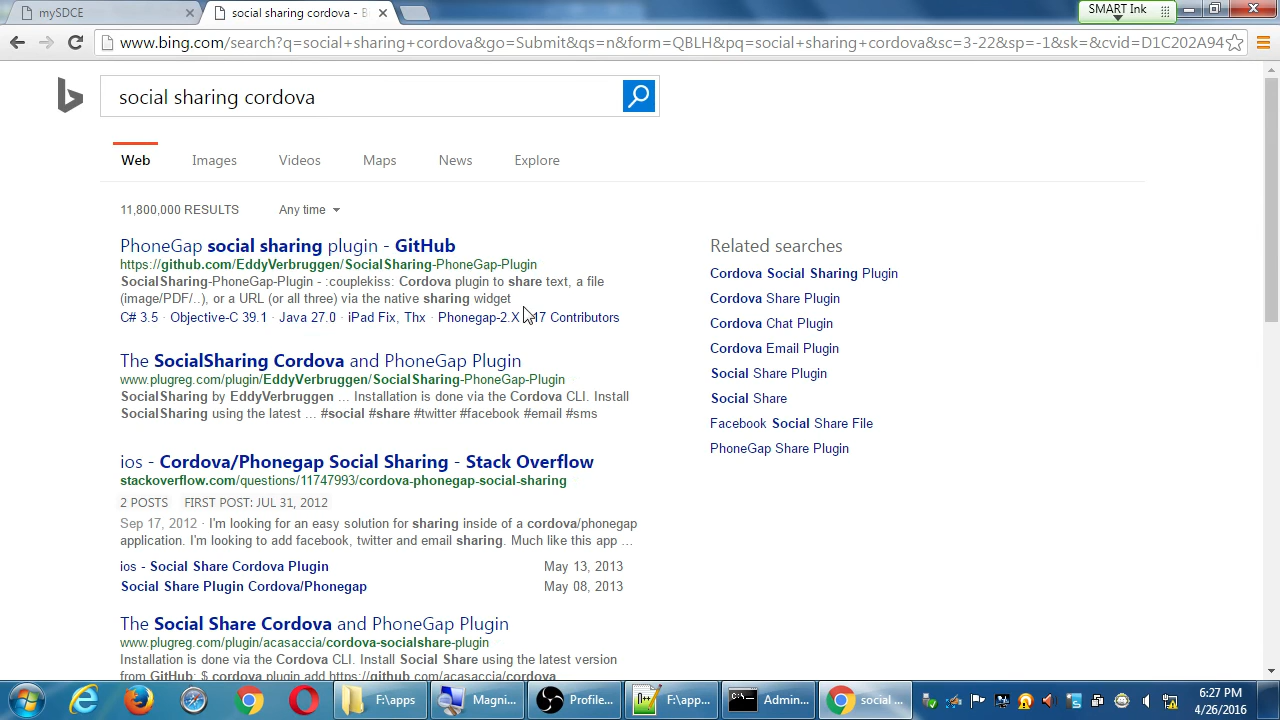 mySDCE
social sharing cordova - B
SMART Ink
www.bing.com/search?q=social+sharing+cordova&go=Submit&qs=n&form=QBLH&pq=social+sharing+cordova&sc=3-22&sp=-1&sk=&cvid=D1C202A94
social sharing cordova
Web Images Videos Maps News Explore
11,800,000 RESULTS Any time
PhoneGap social sharing plugin - GitHub
https://github.com/EddyVerbruggen/SocialSharing-PhoneGap-Plugin
SocialSharing-PhoneGap-Plugin - :couplekiss: Cordova plugin to share text, a file
(image/PDF/..), or a URL (or all three) via the native sharing widget
C# 3.5 · Objective-C 39.1 · Java 27.0 · iPad Fix, Thx · Phonegap-2.X 17 Contributors
The SocialSharing Cordova and PhoneGap Plugin
www.plugreg.com/plugin/EddyVerbruggen/SocialSharing-PhoneGap-Plugin
SocialSharing by EddyVerbruggen ... Installation is done via the Cordova CLI. Install
SocialSharing using the latest ... #social #share #twitter #facebook #email #sms
ios - Cordova/Phonegap Social Sharing - Stack Overflow
stackoverflow.com/questions/11747993/cordova-phonegap-social-sharing
2 POSTS FIRST POST: JUL 31, 2012
Sep 17, 2012 · I'm looking for an easy solution for sharing inside of a cordova/phonegap
application. I'm looking to add facebook, twitter and email sharing. Much like this app ...
ios - Social Share Cordova Plugin May 13, 2013
Social Share Plugin Cordova/Phonegap May 08, 2013
The Social Share Cordova and PhoneGap Plugin
www.plugreg.com/plugin/acasaccia/cordova-socialshare-plugin
Installation is done via the Cordova CLI. Install Social Share using the latest version
from GitHub: $ cordova plugin add https://github.com/acasaccia/cordova
Related searches
Cordova Social Sharing Plugin
Cordova Share Plugin
Cordova Chat Plugin
Cordova Email Plugin
Social Share Plugin
Social Share
Facebook Social Share File
PhoneGap Share Plugin
F:\apps
Magni...
Profile...
F:\app...
Admin...
social ...
6:27 PM
4/26/2016